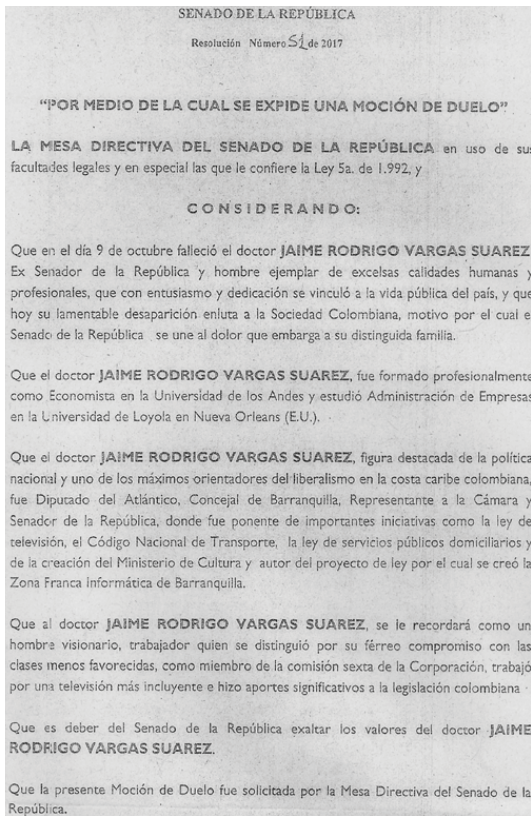 SENADO DE LA REPÚBLICA
Resolución Número 51 de 2017
"POR MEDIO DE LA CUAL SE EXPIDE UNA MOCIÓN DE DUELO"
LA MESA DIRECTIVA DEL SENADO DE LA REPÚBLICA en uso de sus
facultades legales y en especial las que le confiere la Ley 5a. de 1.992, y
CONSIDERANDO:
Que en el día 9 de octubre falleció el doctor JAIME RODRIGO VARGAS SUAREZ
Ex Senador de la República y hombre ejemplar de excelsas calidades humanas y
profesionales, que con entusiasmo y dedicación se vinculó a la vida pública del país, y que
hoy su lamentable desaparición enluta a la Sociedad Colombiana, motivo por el cual e
Senado de la República se une al dolor que embarga a su distinguida familia.
Que el doctor JAIME RODRIGO VARGAS SUAREZ, fue formado profesionalmente
como Economista en la Universidad de los Andes y estudió Administración de Empresas
en la Universidad de Loyola en Nueva Orleans (E.U.).
Que el doctor JAIME RODRIGO VARGAS SUAREZ, figura destacada de la política
nacional y uno de los máximos orientadores del liberalismo en la costa caribe colombiana,
fue Diputado del Atlántico, Concejal de Barranquilla, Representante a la Cámara y
Senador de la República, donde fue ponente de importantes iniciativas como la ley de
televisión, el Código Nacional de Transporte, la ley de servicios públicos domiciliarios y
de la creación del Ministerio de Cultura y autor del proyecto de ley por el cual se creó la
Zona Franca Informática de Barranquilla.
Que al doctor JAIME RODRIGO VARGAS SUAREZ, se le recordará como un
hombre visionario, trabajador quien se distinguió por su férreo compromiso con las
clases menos favorecidas, como miembro de la comisión sexta de la Corporación, trabajó
por una televisión más incluyente e hizo aportes significativos a la legislación colombiana
Que es deber del Senado de la República exaltar los valores del doctor JAIME
RODRIGO VARGAS SUAREZ.
Que la presente Moción de Duelo fue solicitada por la Mesa Directiva del Senado de la
República.